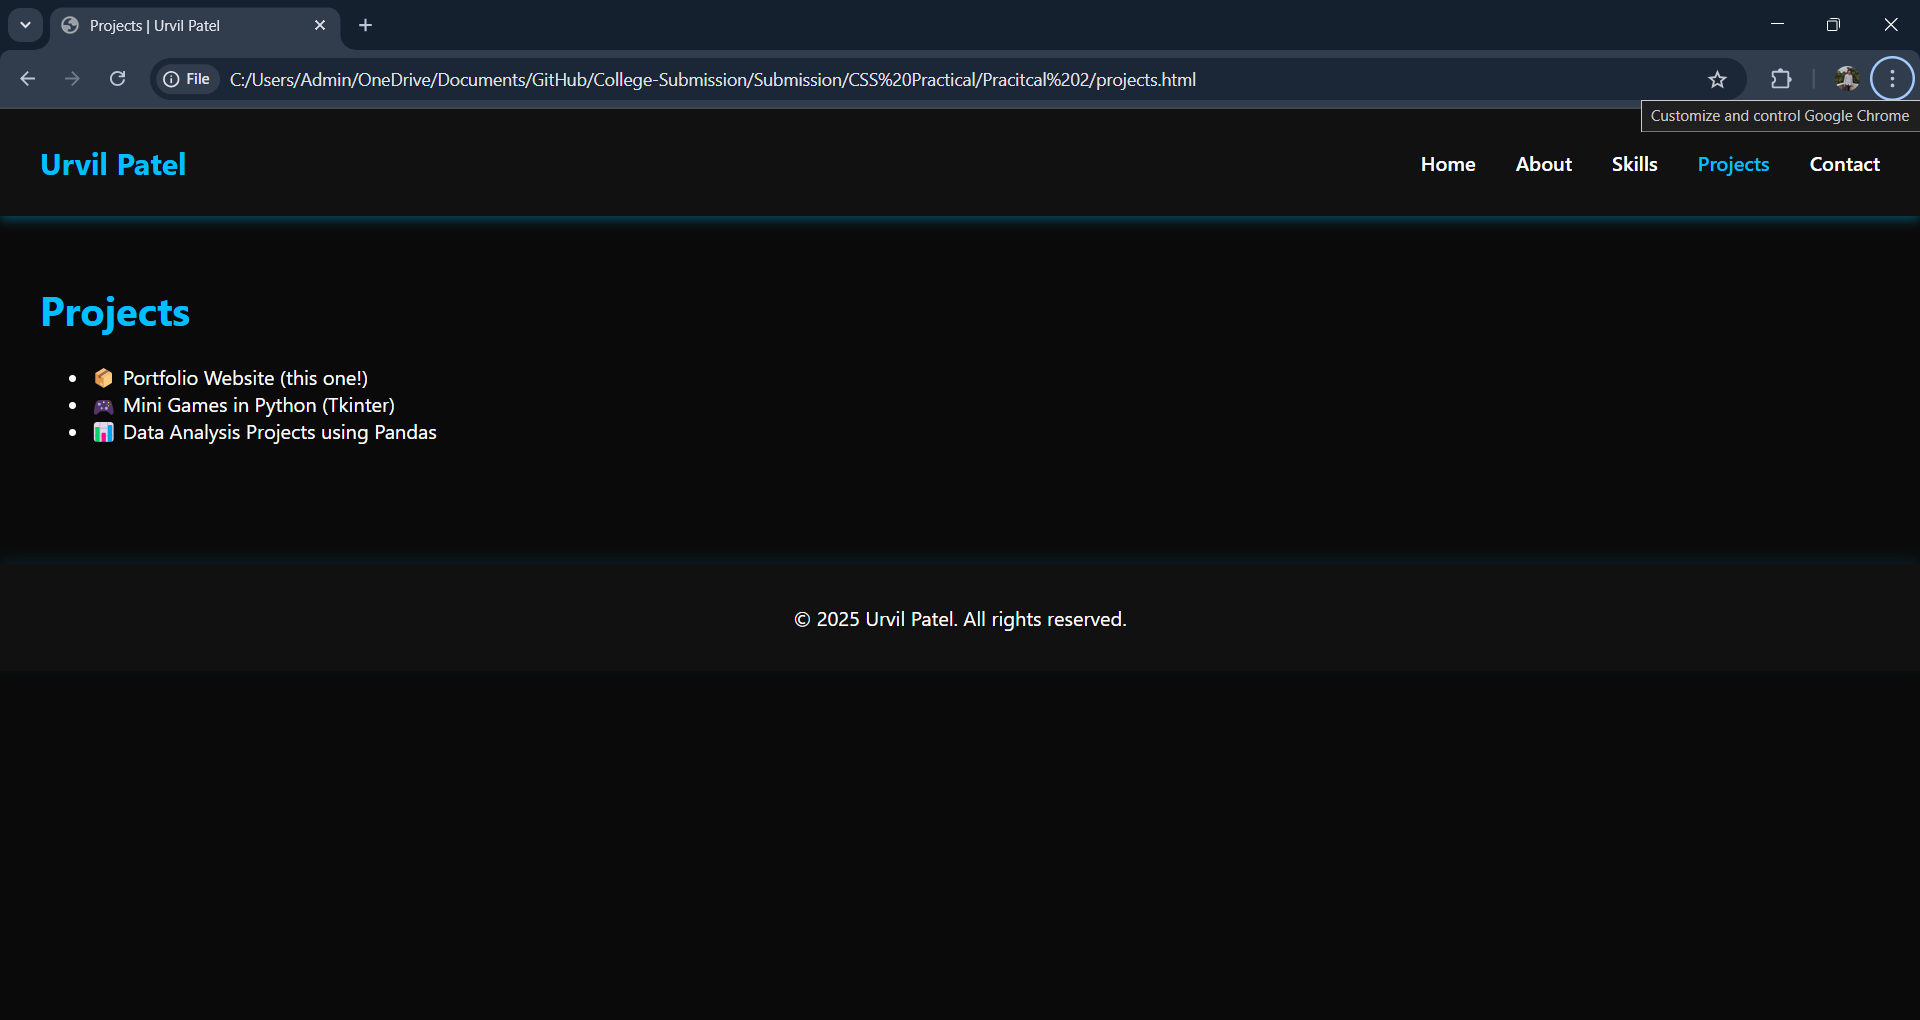 Projects | Urvil Patel
File C:/Users/Admin/OneDrive/Documents/GitHub/College-Submission/Submission/CSS%20Practical/Pracitcal%202/projects.html
Customize and control Google Chrome
Urvil Patel Home About Skills Projects Contact
Projects
• 📦 Portfolio Website (this one!)
• 🎮 Mini Games in Python (Tkinter)
• 📊 Data Analysis Projects using Pandas
© 2025 Urvil Patel. All rights reserved.